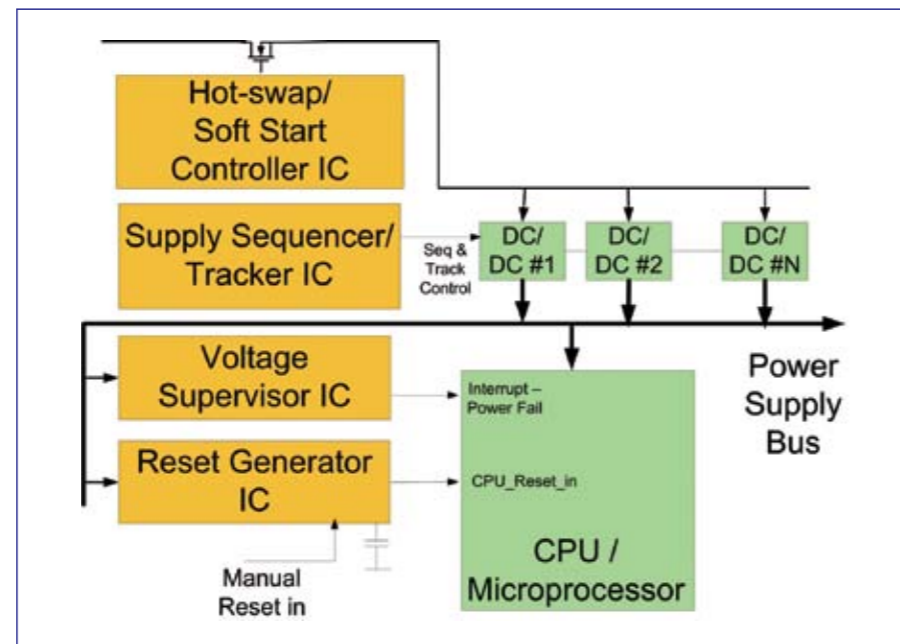 Hot-swap/
Soft Start
Controller IC
Supply Sequencer/
Tracker IC
Seq &
Track
Control
DC/
DC #1
DC/
DC #2
DC/
DC #N
Voltage
Supervisor IC
Interrupt –
Power Fail
Power
Supply
Bus
Reset Generator
IC
CPU_Reset_in
CPU /
Microprocessor
Manual
Reset in